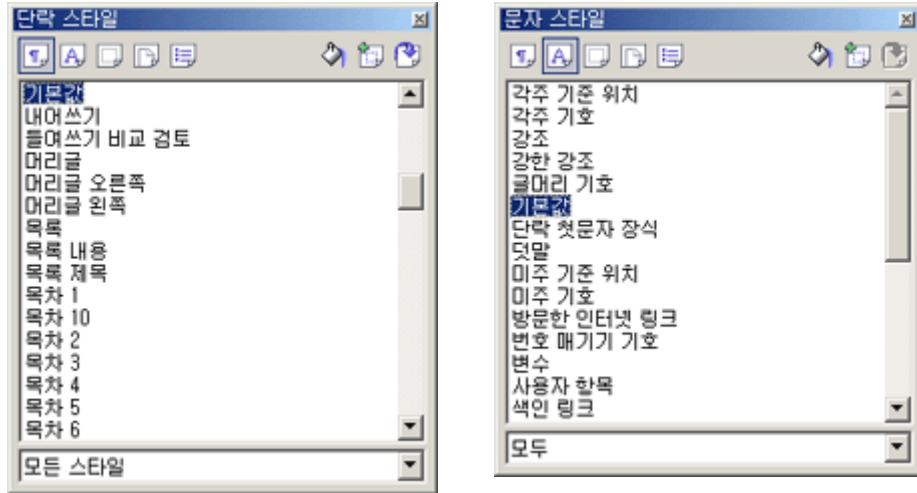 단락 스타일
기본값
내어쓰기
들여쓰기 비교 검토
머리글
머리글 오른쪽
머리글 왼쪽
목록
목록 내용
목록 제목
목차 1
목차 10
목차 2
목차 3
목차 4
목차 5
목차 6
모든 스타일
문자 스타일
각주 기준 위치
각주 기호
강조
강한 강조
글머리 기호
기본값
단락 첫문자 장식
덧말
미주 기준 위치
미주 기호
방문한 인터넷 링크
번호 매기기 기호
변수
사용자 항목
색인 링크
모두